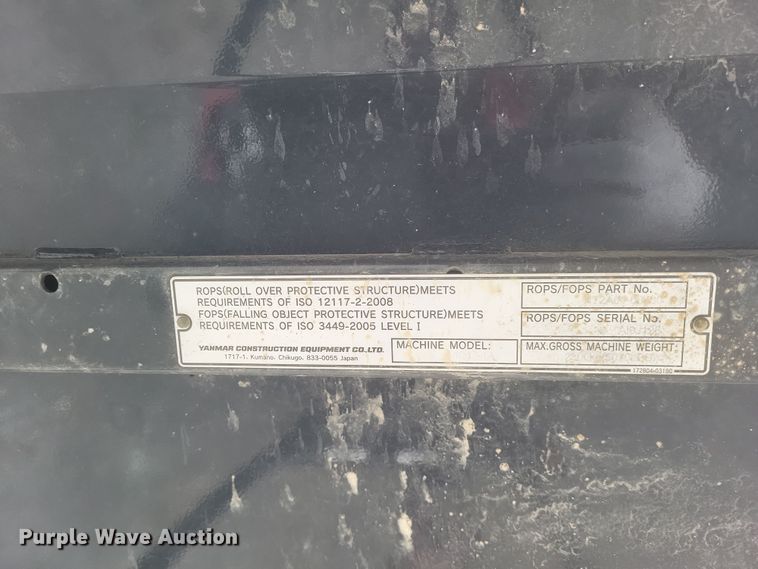 ROPS(ROLL OVER PROTECTIVE STRUCTURE)MEETS
REQUIREMENTS OF ISO 12117-2-2008
FOPS(FALLING OBJECT PROTECTIVE STRUCTURE)MEETS
REQUIREMENTS OF ISO 3449-2005 LEVEL I
YANMAR CONSTRUCTION EQUIPMENT CO.,LTD.
1717-1, Kumano, Chikugo, 833-0055 Japan
MACHINE MODEL:
ROPS/FOPS PART No.
ROPS/FOPS SERIAL No.
MAX.GROSS MACHINE WEIGHT:
172B04-03180
Purple Wave Auction